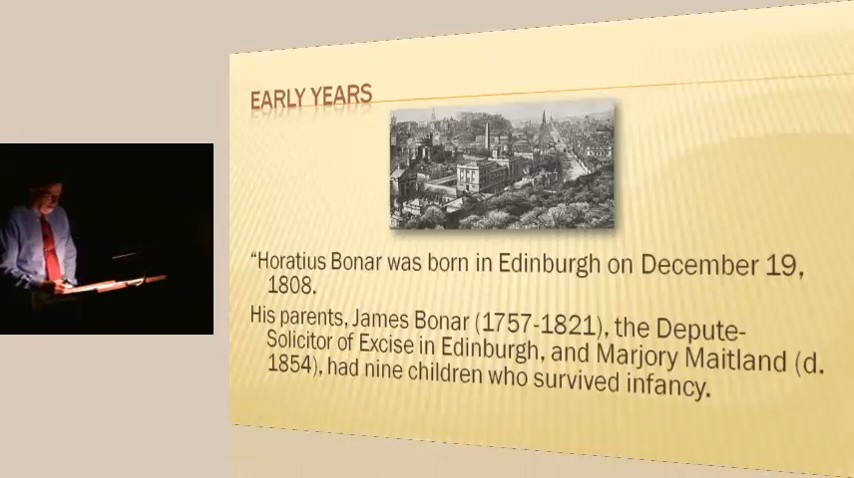 EARLY YEARS
“Horatius Bonar was born in Edinburgh on December 19,
1808.
His parents, James Bonar (1757-1821), the Depute-
Solicitor of Excise in Edinburgh, and Marjory Maitland (d.
1854), had nine children who survived infancy.